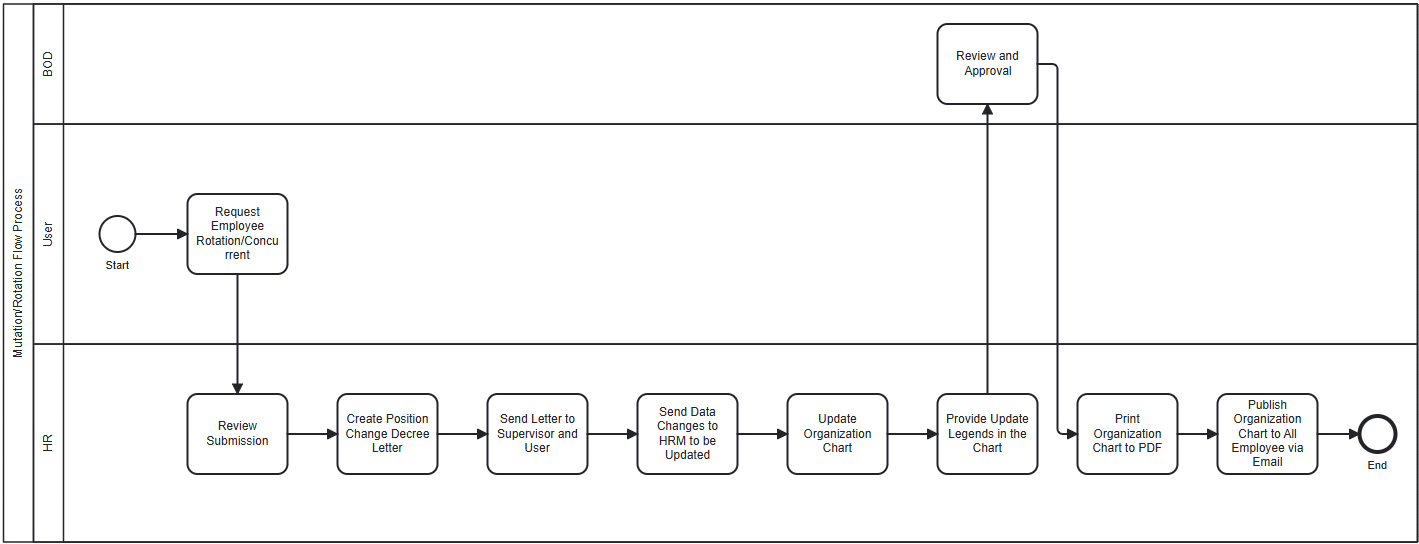 Mutation/Rotation Flow Process
BOD
Review and
Approval
User
Start
Request
Employee
Rotation/Concu
rrent
HR
Review
Submission
Create Position
Change Decree
Letter
Send Letter to
Supervisor and
User
Send Data
Changes to
HRM to be
Updated
Update
Organization
Chart
Provide Update
Legends in the
Chart
Print
Organization
Chart to PDF
Publish
Organization
Chart to All
Employee via
Email
End